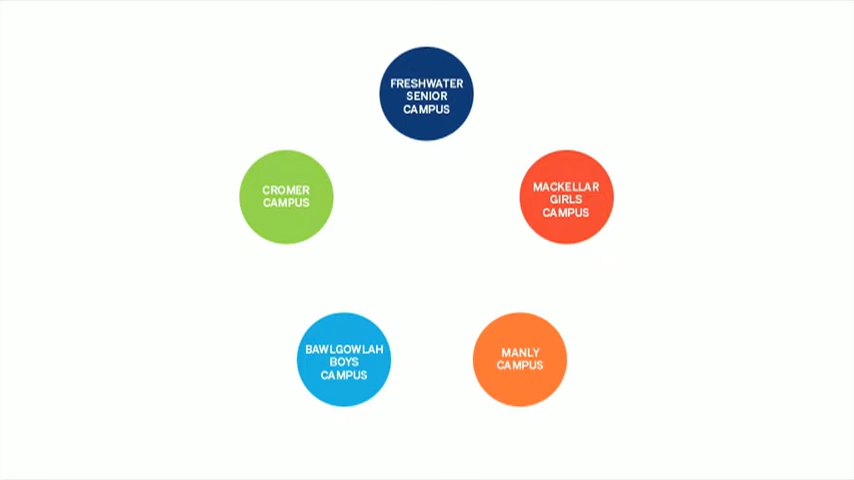 FRESHWATER
SENIOR
CAMPUS
CROMER
CAMPUS
MACKELLAR
GIRLS
CAMPUS
BAWLGOWLAH
BOYS
CAMPUS
MANLY
CAMPUS